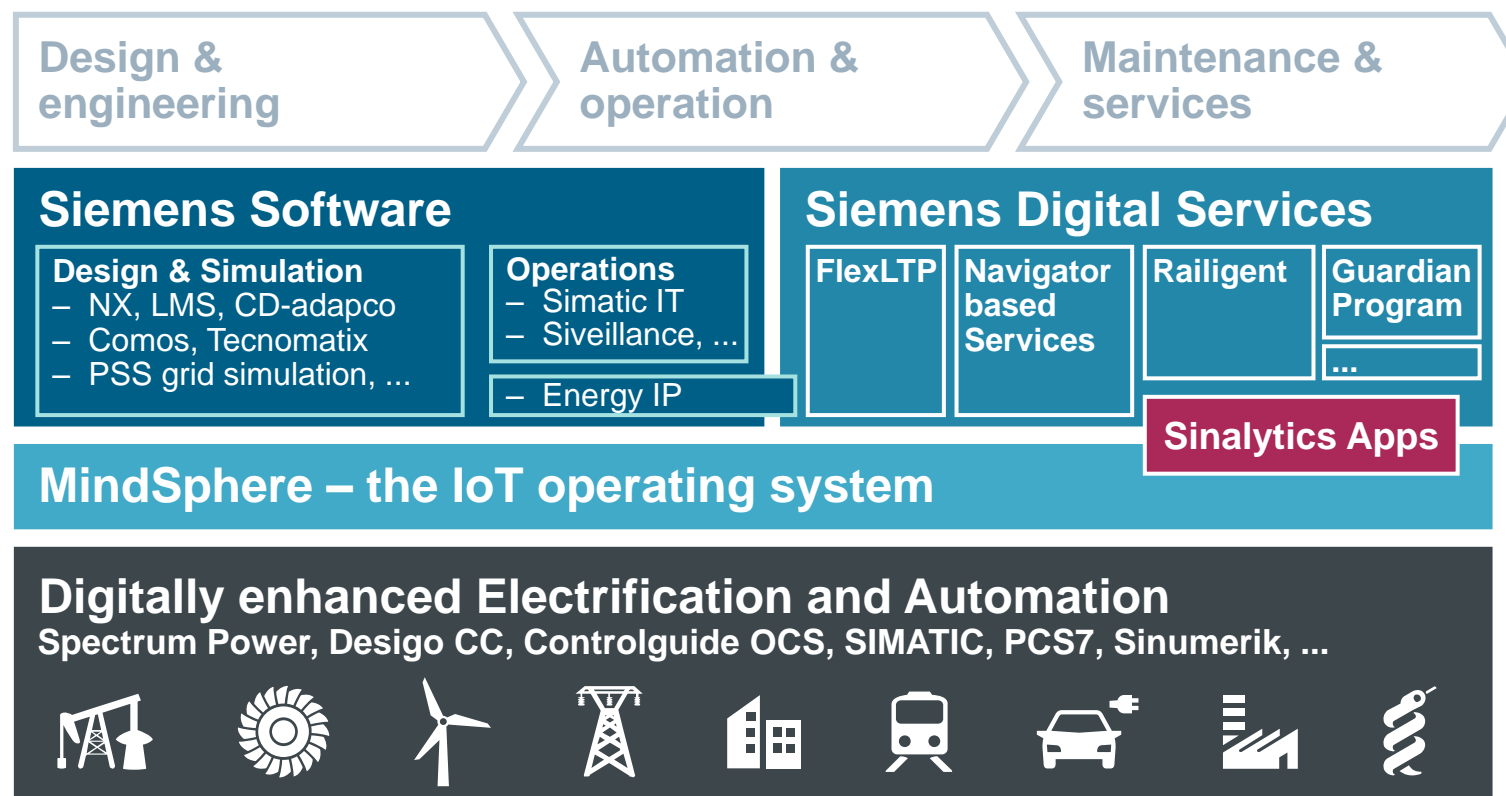 Design &
engineering
Automation &
operation
Maintenance &
services
Siemens Software
Design & Simulation
– NX, LMS, CD-adapco
– Comos, Tecnomatix
– PSS grid simulation, ...
Operations
– Simatic IT
– Siveillance, ...
– Energy IP
Siemens Digital Services
FlexLTP
Navigator
based
Services
Railigent
Guardian
Program
...
Sinalytics Apps
MindSphere – the IoT operating system
Digitally enhanced Electrification and Automation
Spectrum Power, Desigo CC, Controlguide OCS, SIMATIC, PCS7, Sinumerik, ...